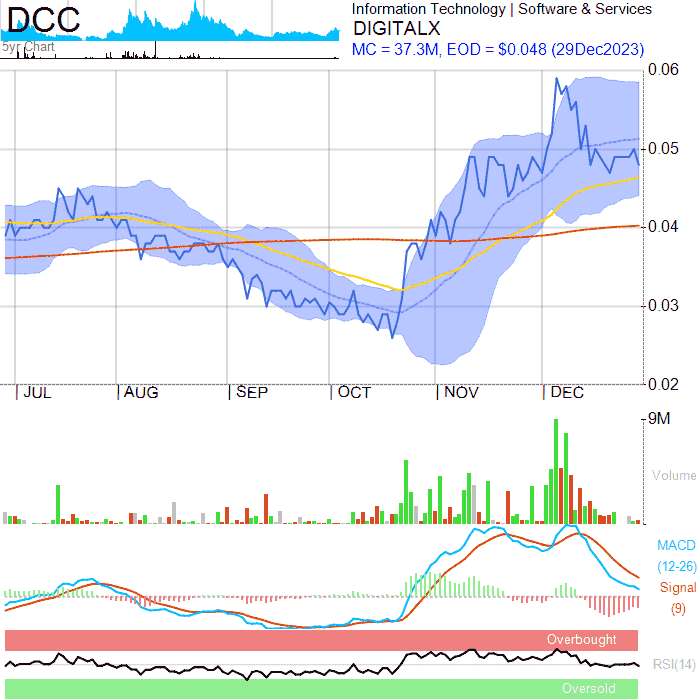 DCC
5yr Chart
Information Technology | Software & Services
DIGITALX
MC = 37.3M, EOD = $0.048 (29Dec2023)
0.06
0.05
0.04
0.03
0.02
JUL AUG SEP OCT NOV DEC
9M
Volume
MACD
(12-26)
Signal
(9)
Overbought
RSI(14)
Oversold